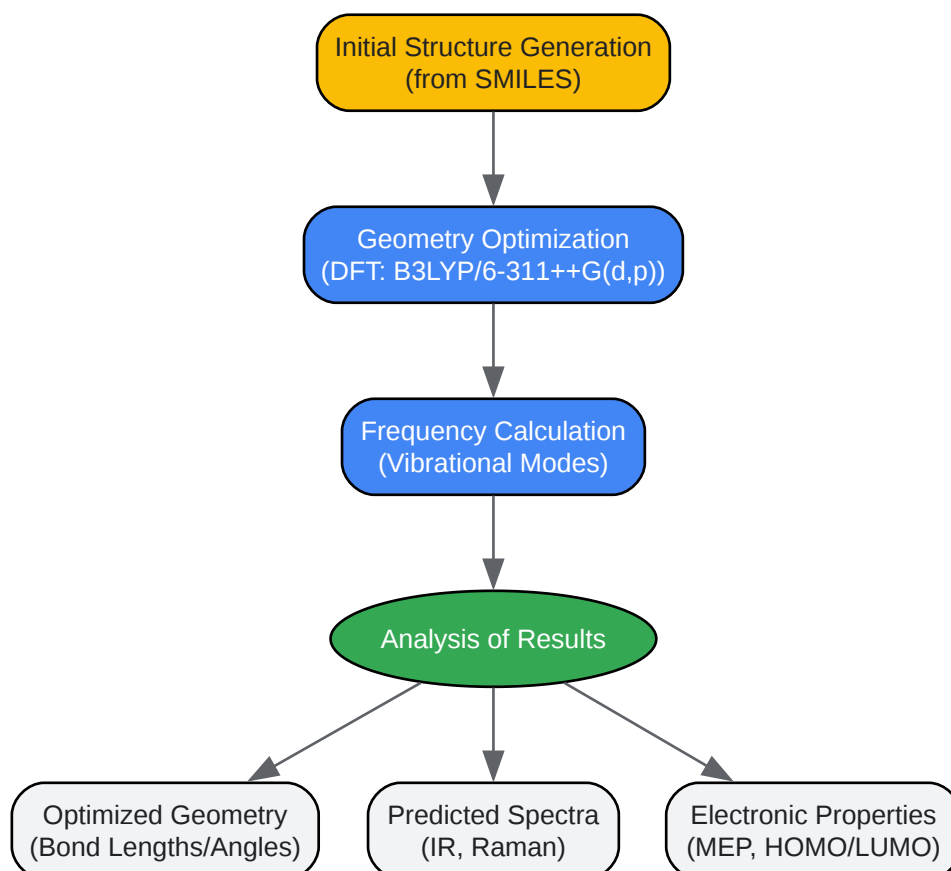 Initial Structure Generation
(from SMILES)
Geometry Optimization
(DFT: B3LYP/6-311++G(d,p))
Frequency Calculation
(Vibrational Modes)
Analysis of Results
Optimized Geometry
(Bond Lengths/Angles)
Predicted Spectra
(IR, Raman)
Electronic Properties
(MEP, HOMO/LUMO)